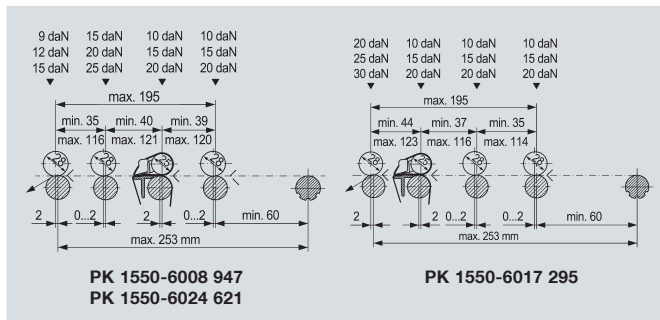 9 daN 15 daN 10 daN 10 daN
12 daN 20 daN 15 daN 15 daN
15 daN 25 daN 20 daN 20 daN
max. 195
min. 35 min. 40 min. 39
max. 116 max. 121 max. 120
28 28 28 28
2 0...2 2 0...2 min. 60
max. 253 mm
PK 1550-6008 947
PK 1550-6024 621
20 daN 10 daN 10 daN 10 daN
25 daN 15 daN 15 daN 15 daN
30 daN 20 daN 20 daN 20 daN
max. 195
min. 44 min. 37 min. 35
max. 123 max. 116 max. 114
28 28 28 28
2 2 0...2 0...2 min. 60
max. 253 mm
PK 1550-6017 295